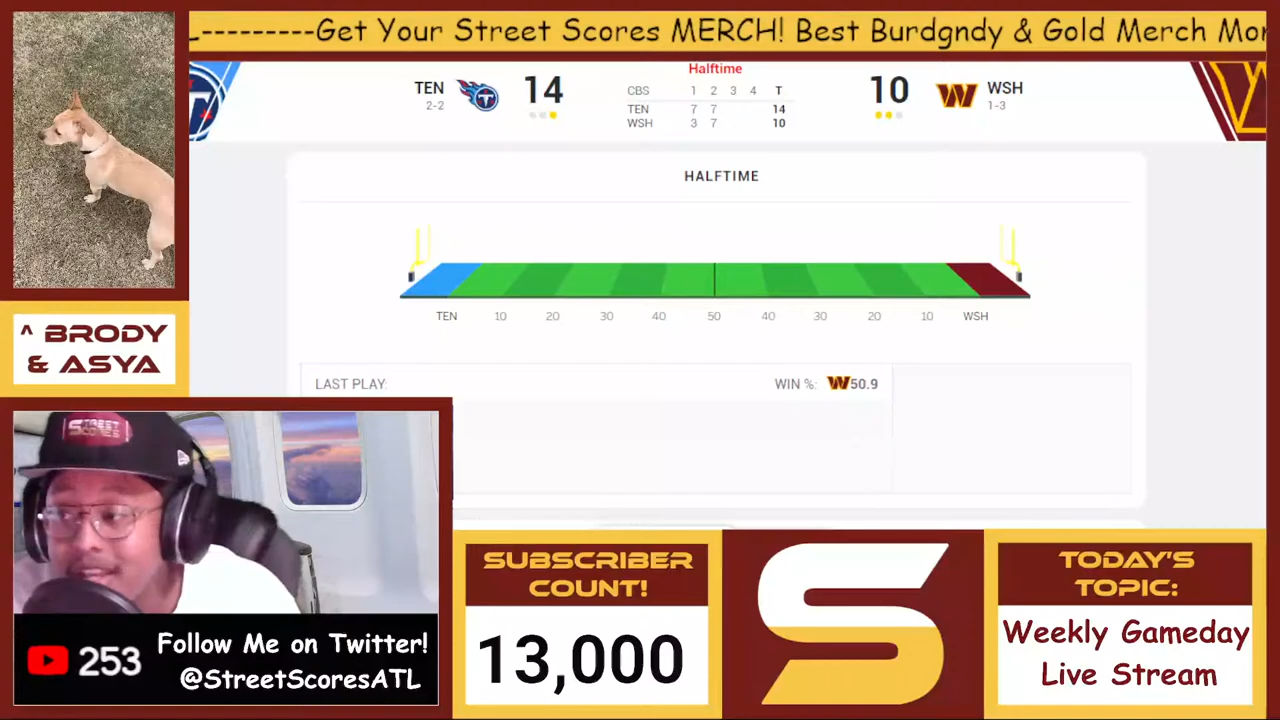 ---------Get Your Street Scores MERCH! Best Burdgndy & Gold Merch
Halftime
TEN 14 10 WSH
2-2 1-3
CBS 1 2 3 4 T
TEN 7 7 14
WSH 3 7 10
HALFTIME
TEN 10 20 30 40 50 40 30 20 10 WSH
LAST PLAY: WIN %: W 50.9
^ BRODY
& ASYA
STREET
SCORES
253
Follow Me on Twitter!
@StreetScoresATL
SUBSCRIBER
COUNT!
13,000
S
TODAY'S
TOPIC:
Weekly Gameday
Live Stream